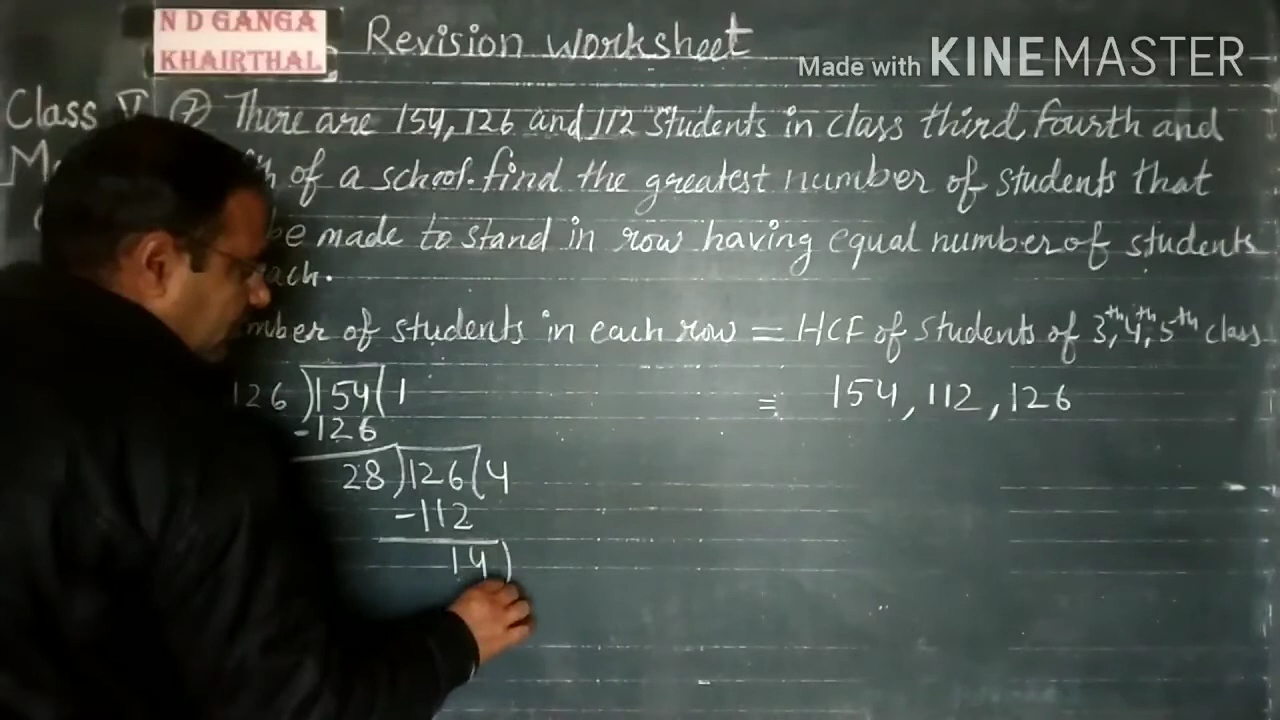 N D GANGA
KHAIRTHAL
Revision worksheet
Made with KINEMASTER
Class V (7) There are 154, 126 and 112 students in class third, fourth and
of a school. find the greatest number of students that
be made to stand in row having equal number of students
each.
number of students in each row = HCF of students of 3th, 4th, 5th class
126 ) 154 ( 1
= 154, 112, 126
-126
28 ) 126 ( 4
-112
14 )